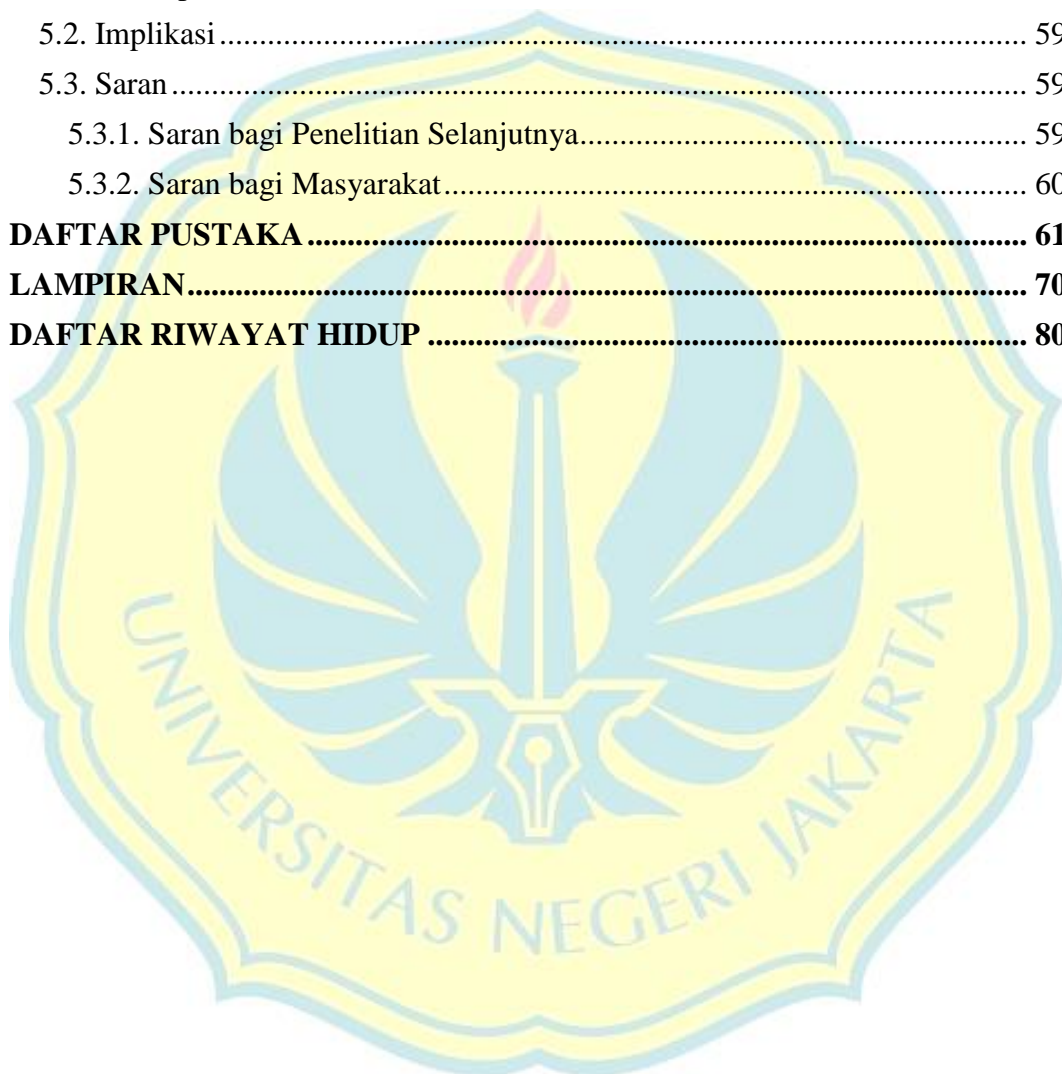 5.2. Implikasi ........ 59
5.3. Saran ........ 59
5.3.1. Saran bagi Penelitian Selanjutnya ........ 59
5.3.2. Saran bagi Masyarakat ........ 60
DAFTAR PUSTAKA ........ 61
LAMPIRAN ........ 70
DAFTAR RIWAYAT HIDUP ........ 80
UNIVERSITAS NEGERI JAKARTA